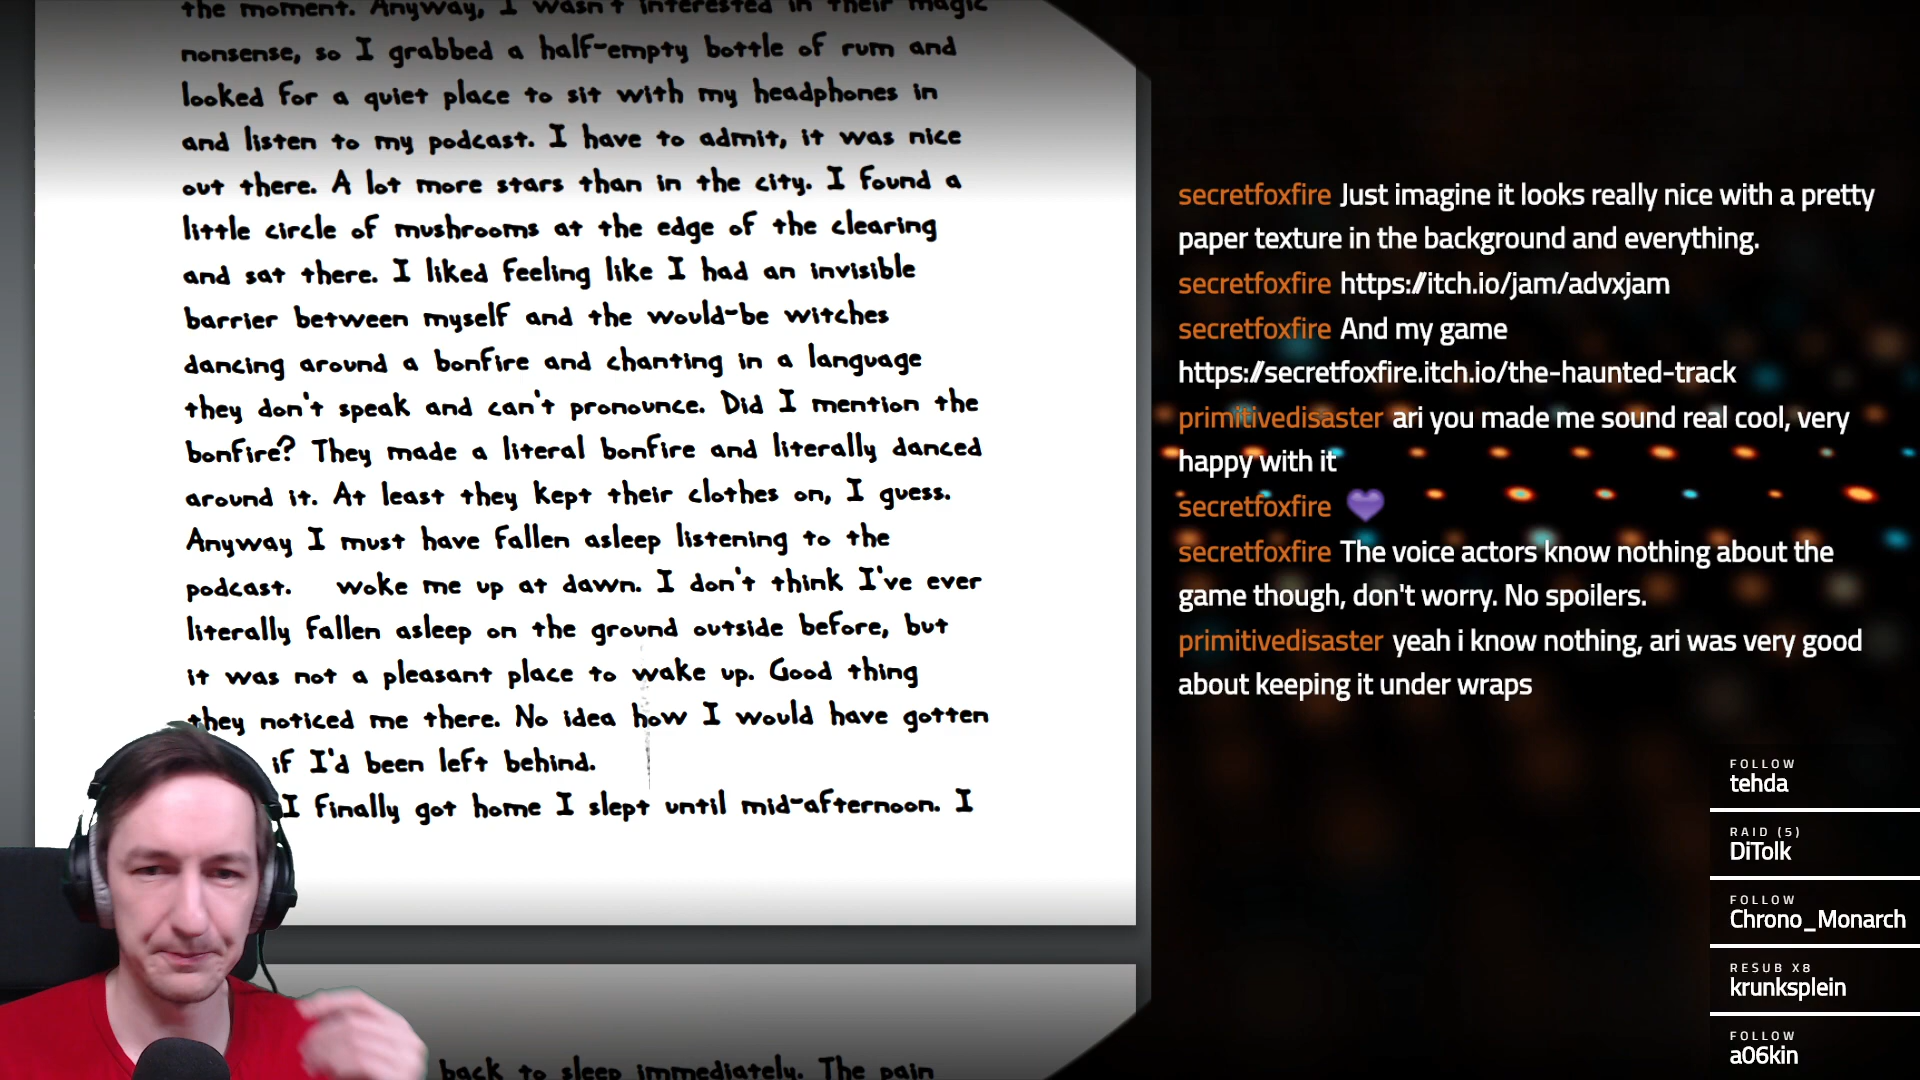 the moment. Anyway, I wasn't interested in their magic
nonsense, so I grabbed a half-empty bottle of rum and
looked for a quiet place to sit with my headphones in
and listen to my podcast. I have to admit, it was nice
out there. A lot more stars than in the city. I found a
little circle of mushrooms at the edge of the clearing
and sat there. I liked feeling like I had an invisible
barrier between myself and the would-be witches
dancing around a bonfire and chanting in a language
they don't speak and can't pronounce. Did I mention the
bonfire? They made a literal bonfire and literally danced
around it. At least they kept their clothes on, I guess.
Anyway I must have fallen asleep listening to the
podcast. woke me up at dawn. I don't think I've ever
literally fallen asleep on the ground outside before, but
it was not a pleasant place to wake up. Good thing
they noticed me there. No idea how I would have gotten
if I'd been left behind.
I finally got home I slept until mid-afternoon. I
back to sleep immediately. The pain
secretfoxfire Just imagine it looks really nice with a pretty
paper texture in the background and everything.
secretfoxfire https://itch.io/jam/advxjam
secretfoxfire And my game
https://secretfoxfire.itch.io/the-haunted-track
primitivedisaster ari you made me sound real cool, very
happy with it
secretfoxfire
secretfoxfire The voice actors know nothing about the
game though, don't worry. No spoilers.
primitivedisaster yeah i know nothing, ari was very good
about keeping it under wraps
FOLLOW
tehda
RAID (5)
DiTolk
FOLLOW
Chrono_Monarch
RESUB X8
krunksplein
FOLLOW
a06kin